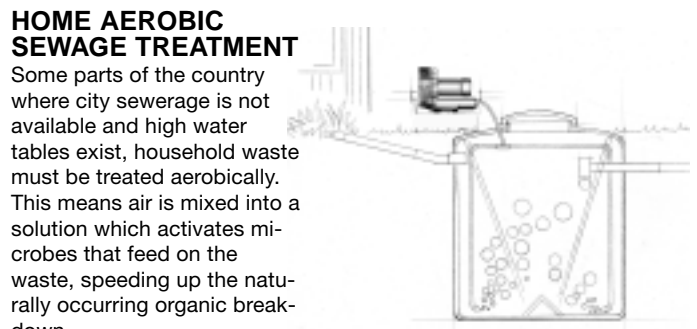 HOME AEROBIC
SEWAGE TREATMENT
Some parts of the country
where city sewerage is not
available and high water
tables exist, household waste
must be treated aerobically.
This means air is mixed into a
solution which activates mi-
crobes that feed on the
waste, speeding up the natu-
rally occurring organic break-
down.